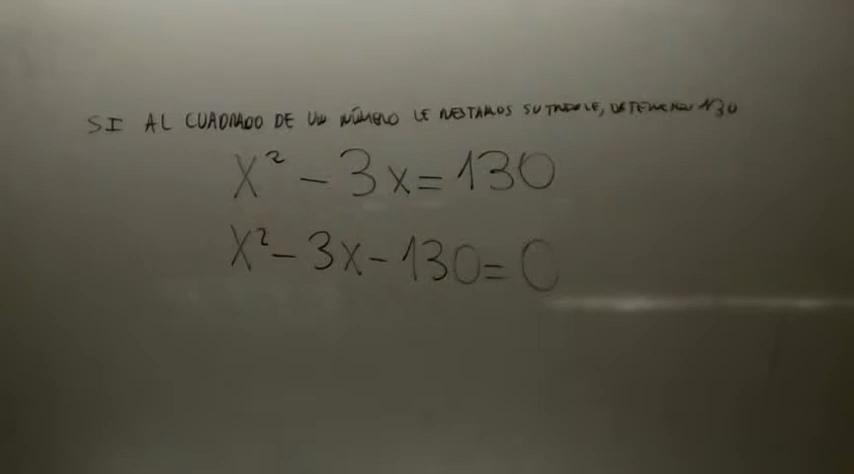 SI AL CUADRADO DE UN NÚMERO LE RESTAMOS SU TRIPLE, OBTENEMOS 130
X² - 3x = 130
X² - 3x - 130 = 0